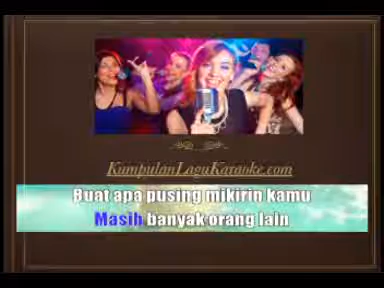 KumpulanLaguKaraoke.com
Buat apa pusing mikirin kamu
Masih banyak orang lain